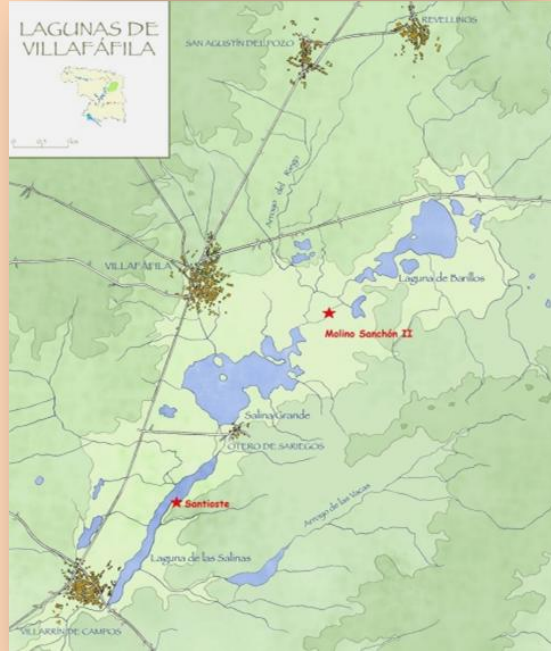 LAGUNAS DE
VILLAFÁFILA
REVELLINOS
SAN AGUSTÍN DEL POZO
Arroyo del Riego
VILLAFÁFILA
Laguna de Barillos
Molino Sanchón II
Salina Grande
OTERO DE SARIEGOS
Arroyo de las Vacas
Santioste
Laguna de las Salinas
VILLARRÍN DE CAMPOS